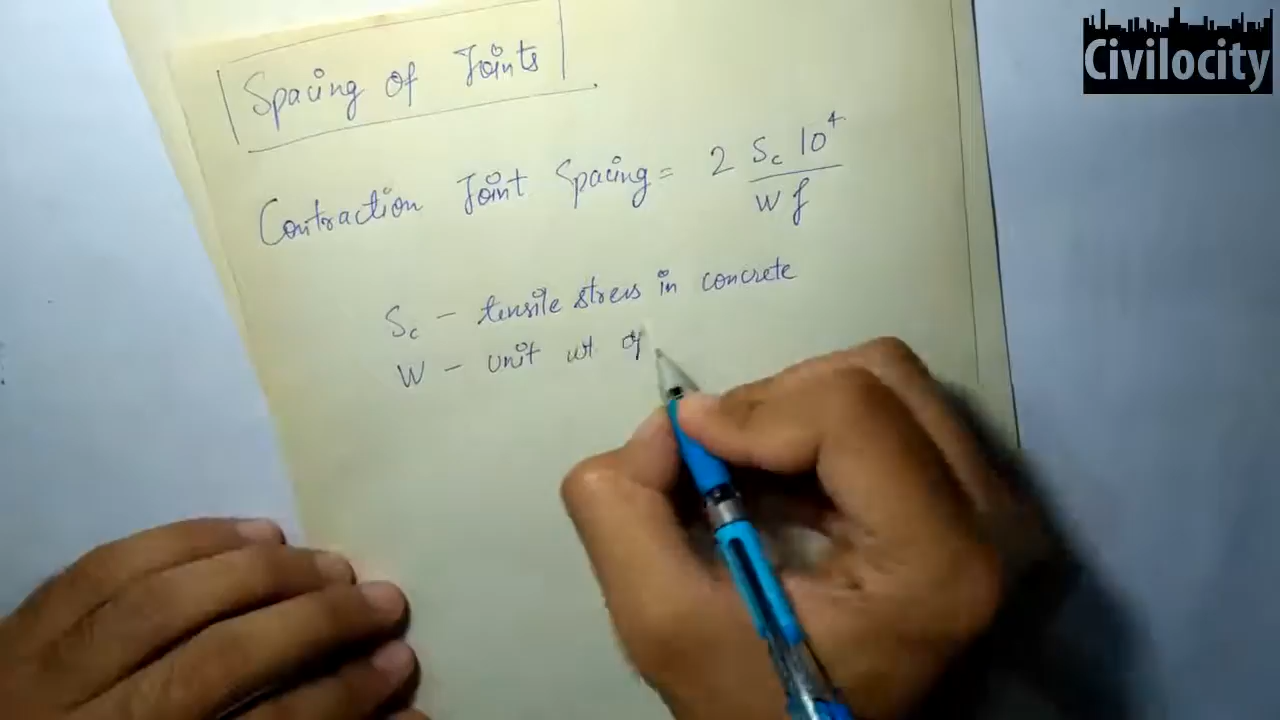 Civilocity
Spacing of Joints
Contraction Joint Spacing = 2 Sc 10⁴
W f
Sc - tensile stress in concrete
W - unit wt of